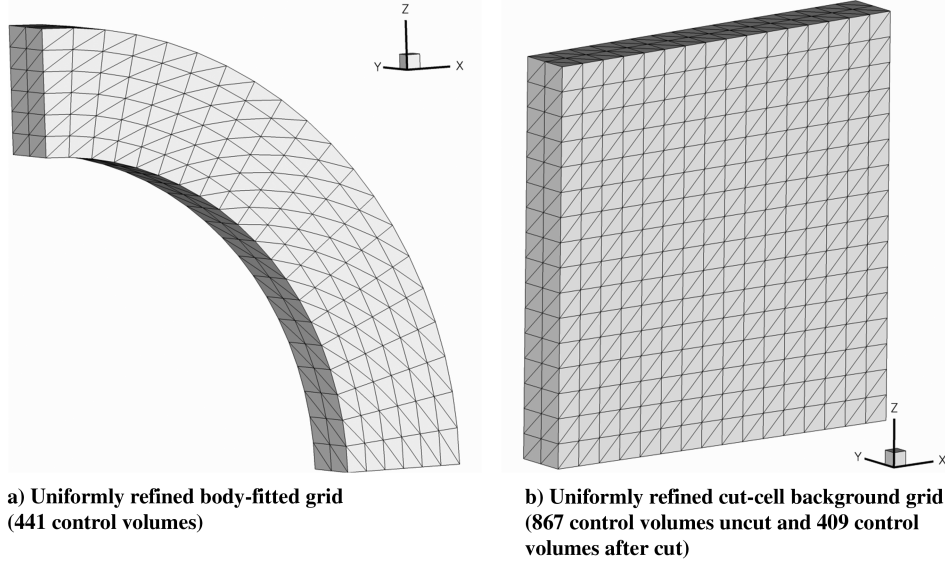 Z
Y
X
Z
Y
X
a) Uniformly refined body-fitted grid
(441 control volumes)
b) Uniformly refined cut-cell background grid
(867 control volumes uncut and 409 control
volumes after cut)